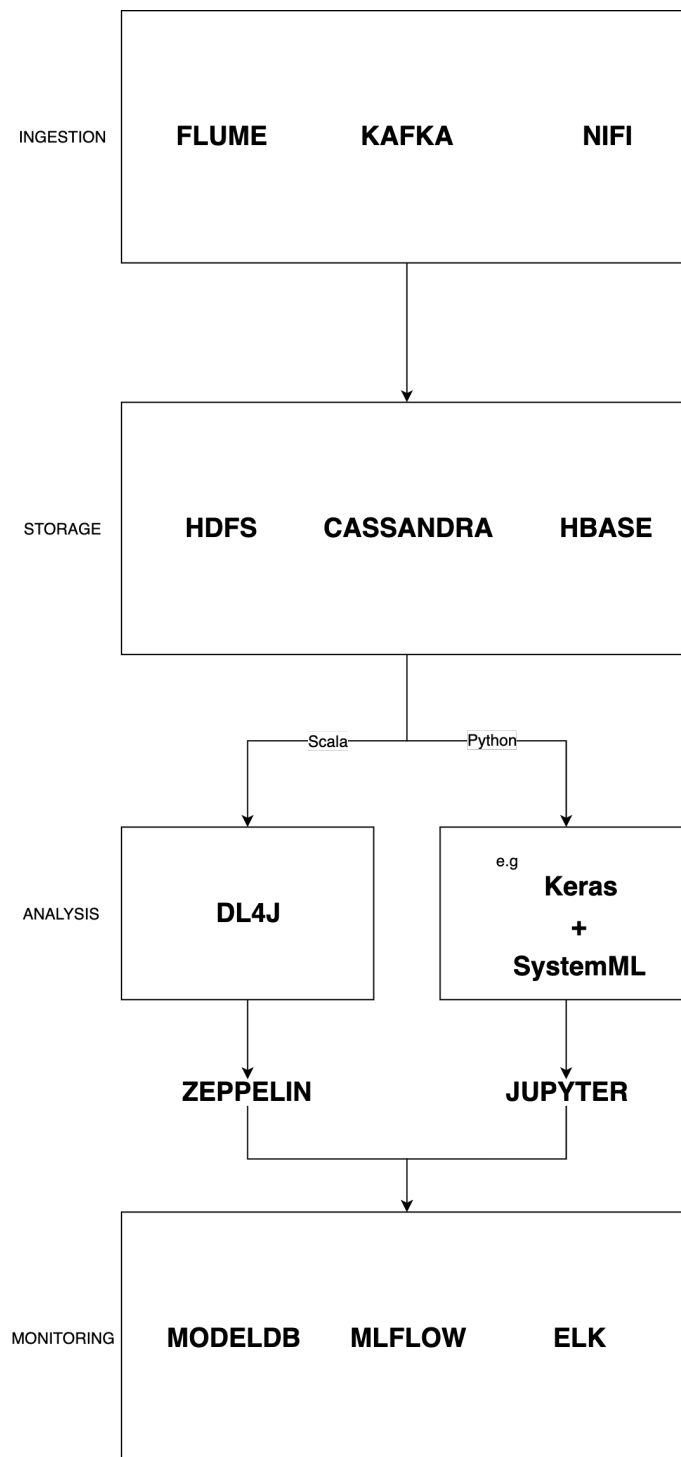 INGESTION
FLUME KAFKA NIFI
STORAGE
HDFS CASSANDRA HBASE
Scala
Python
ANALYSIS
DL4J
e.g
Keras
+
SystemML
ZEPPELIN
JUPYTER
MONITORING
MODELDB MLFLOW ELK